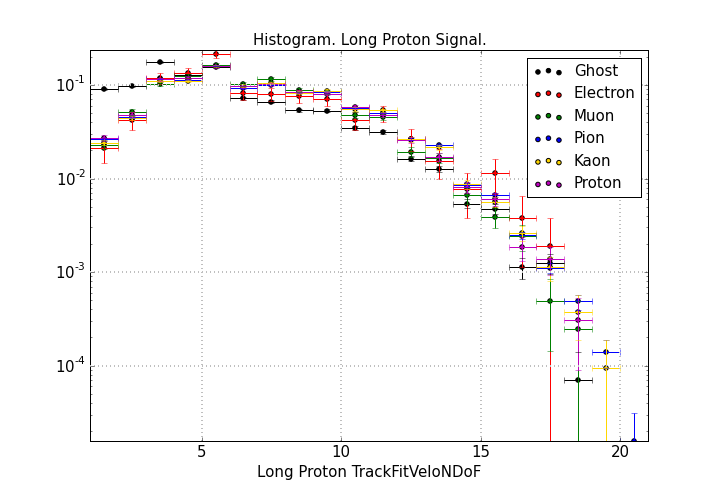 Histogram. Long Proton Signal.
10^-1
10^-2
10^-3
10^-4
Ghost
Electron
Muon
Pion
Kaon
Proton
5 10 15 20
Long Proton TrackFitVeloNDoF